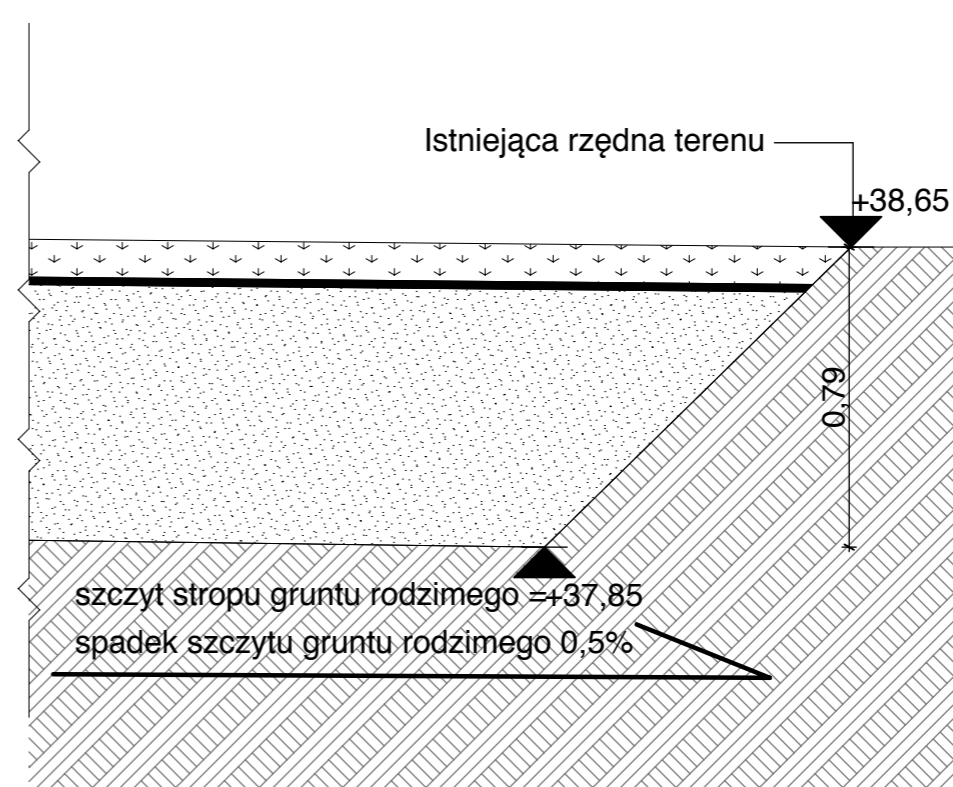 Istniejąca rzędna terenu
+38,65
0,79
szczyt stropu gruntu rodzimego =+37,85
spadek szczytu gruntu rodzimego 0,5%